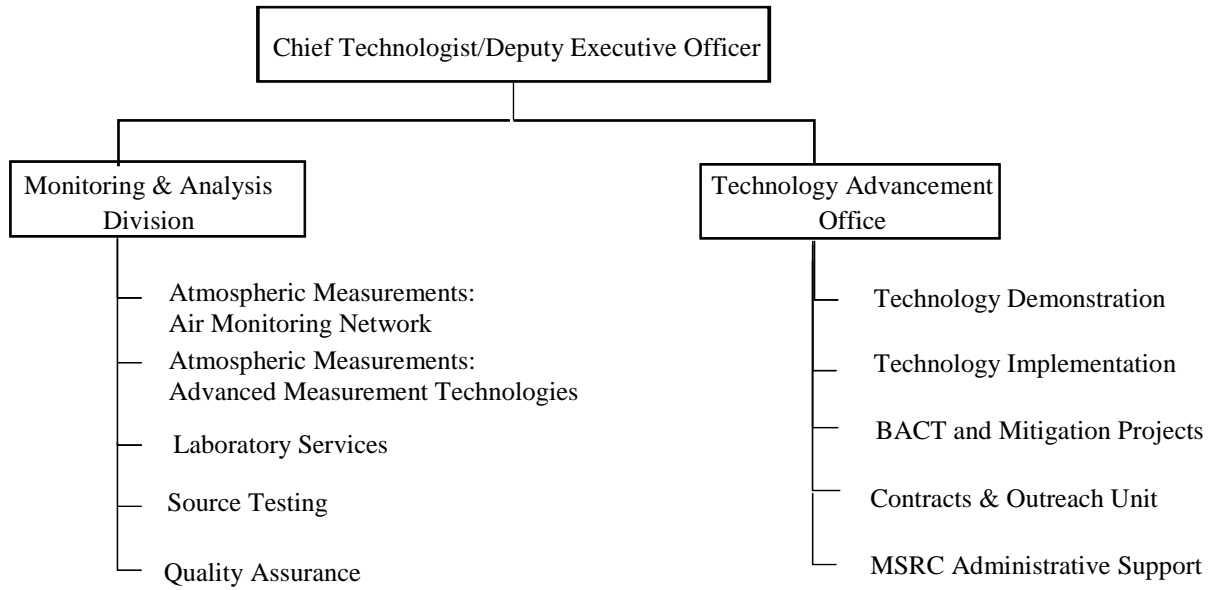 Chief Technologist/Deputy Executive Officer
Monitoring & Analysis
Division
Atmospheric Measurements:
Air Monitoring Network
Atmospheric Measurements:
Advanced Measurement Technologies
Laboratory Services
Source Testing
Quality Assurance
Technology Advancement
Office
Technology Demonstration
Technology Implementation
BACT and Mitigation Projects
Contracts & Outreach Unit
MSRC Administrative Support